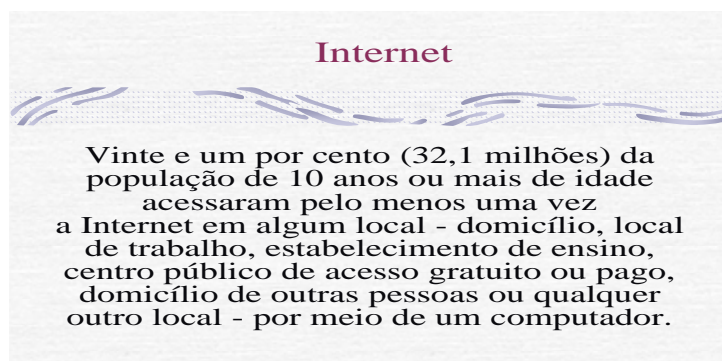 Internet
Vinte e um por cento (32,1 milhões) da
população de 10 anos ou mais de idade
acessaram pelo menos uma vez
a Internet em algum local - domicílio, local
de trabalho, estabelecimento de ensino,
centro público de acesso gratuito ou pago,
domicílio de outras pessoas ou qualquer
outro local - por meio de um computador.